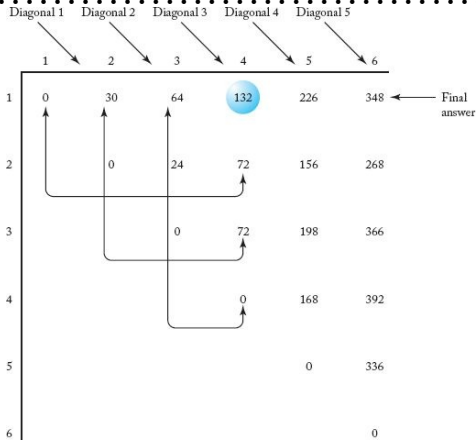 Diagonal 1 Diagonal 2 Diagonal 3 Diagonal 4 Diagonal 5
1 2 3 4 5 6
1 0 30 64 132 226 348 Final
answer
2 0 24 72 156 268
3 0 72 198 366
4 0 168 392
5 0 336
6 0